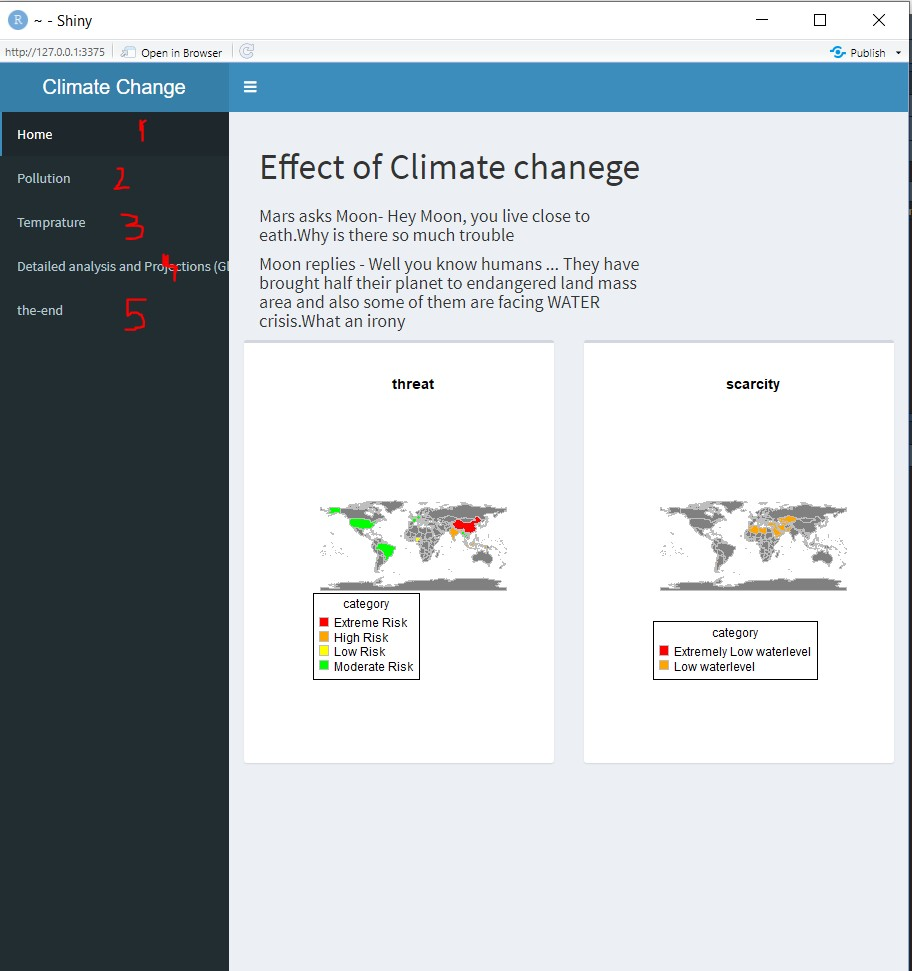 R ~ - Shiny
http://127.0.0.1:3375 Open in Browser Publish
Climate Change
Home 1
Pollution 2
Temprature 3
Detailed analysis and Projections (Gl 4
the-end 5
Effect of Climate chanege
Mars asks Moon- Hey Moon, you live close to
eath.Why is there so much trouble
Moon replies - Well you know humans ... They have
brought half their planet to endangered land mass
area and also some of them are facing WATER
crisis.What an irony
threat
category
Extreme Risk
High Risk
Low Risk
Moderate Risk
scarcity
category
Extremely Low waterlevel
Low waterlevel